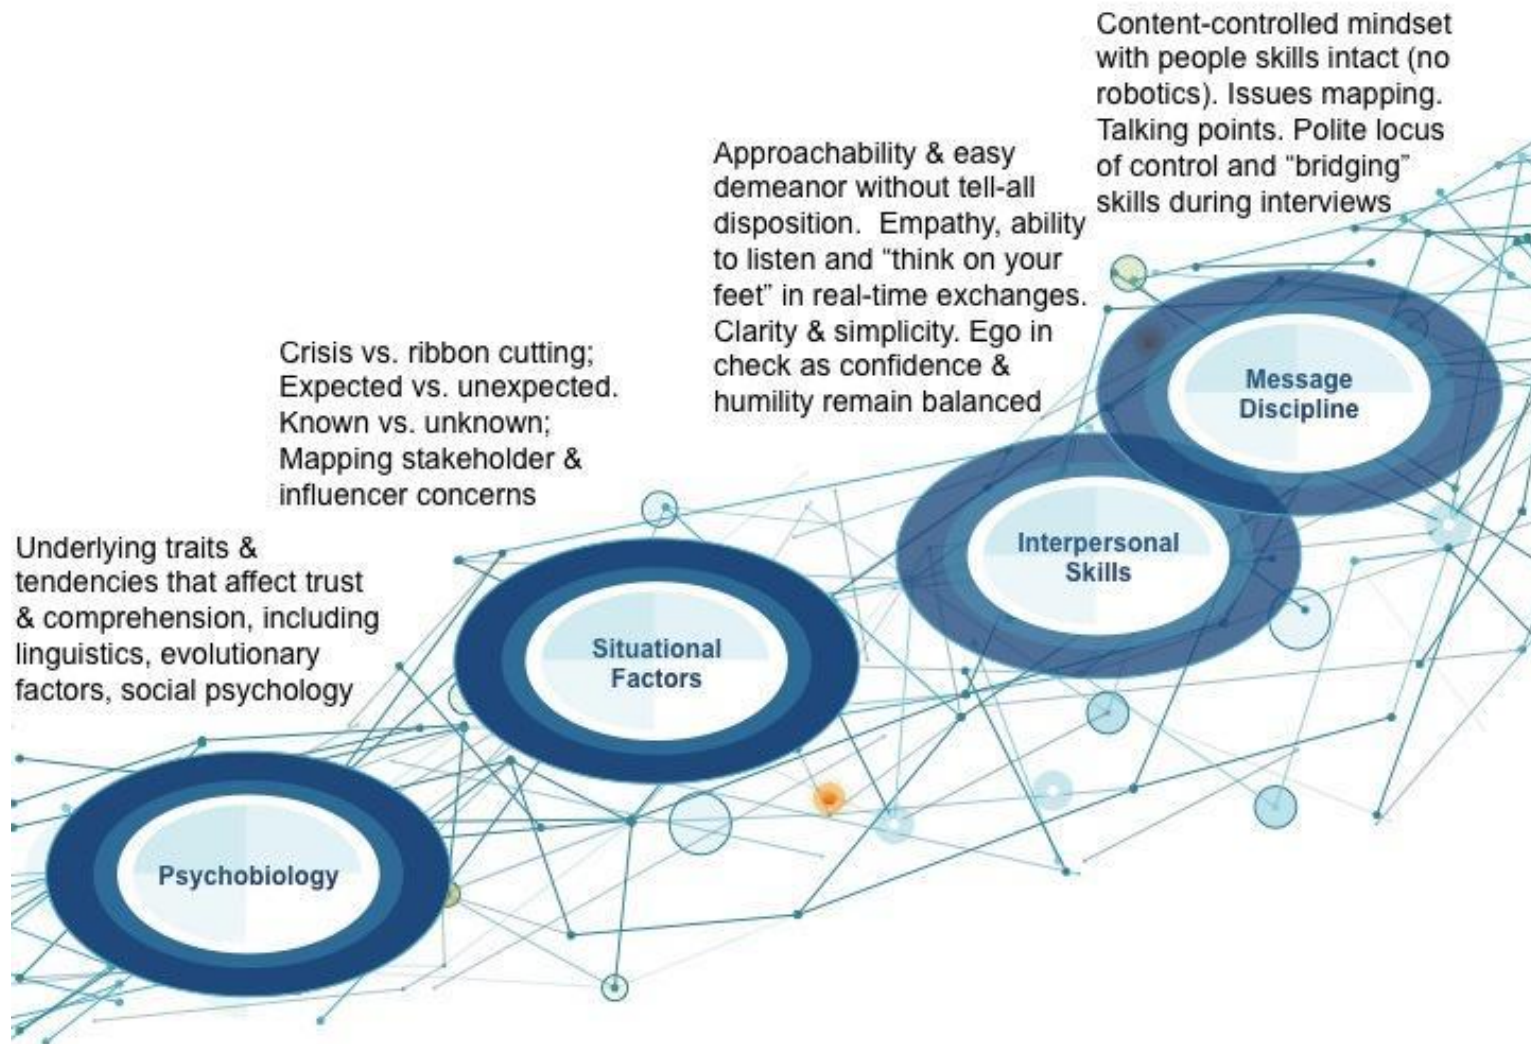 Content-controlled mindset
with people skills intact (no
robotics). Issues mapping.
Talking points. Polite locus
of control and “bridging”
skills during interviews
Approachability & easy
demeanor without tell-all
disposition.  Empathy, ability
to listen and “think on your
feet” in real-time exchanges.
Clarity & simplicity. Ego in
check as confidence &
humility remain balanced
Crisis vs. ribbon cutting;
Expected vs. unexpected.
Known vs. unknown;
Mapping stakeholder &
influencer concerns
Underlying traits &
tendencies that affect trust
& comprehension, including
linguistics, evolutionary
factors, social psychology
Message
Discipline
Interpersonal
Skills
Situational
Factors
Psychobiology